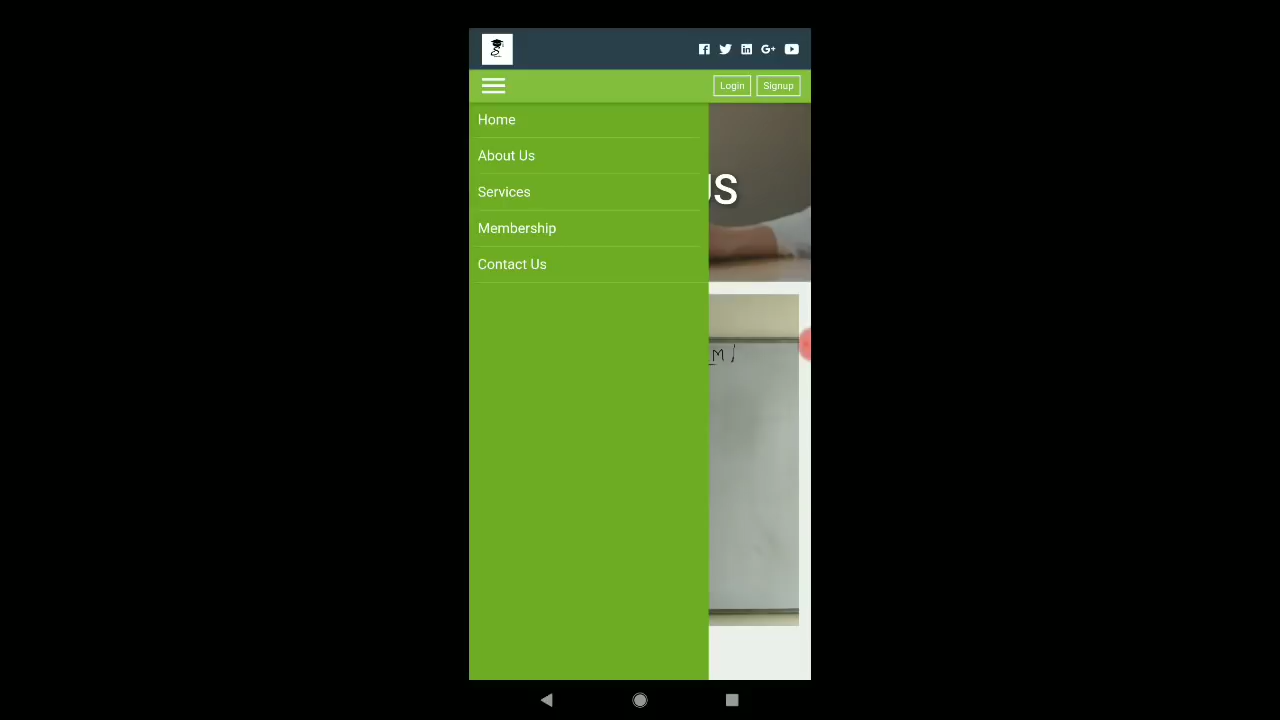 Login Signup
Home
About Us
Services
Membership
Contact Us
US
M!